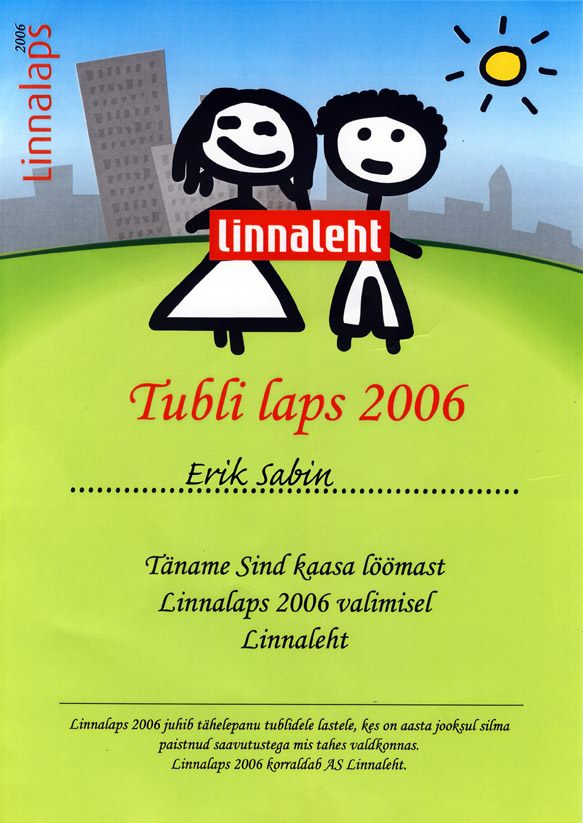 Linnalaps 2006
linnaleht
Tubli laps 2006
Erik Sabin
Täname Sind kaasa löömast
Linnalaps 2006 valimisel
Linnaleht
Linnalaps 2006 juhib tähelepanu tublidele lastele, kes on aasta jooksul silma
paistnud saavutustega mis tahes valdkonnas.
Linnalaps 2006 korraldab AS Linnaleht.